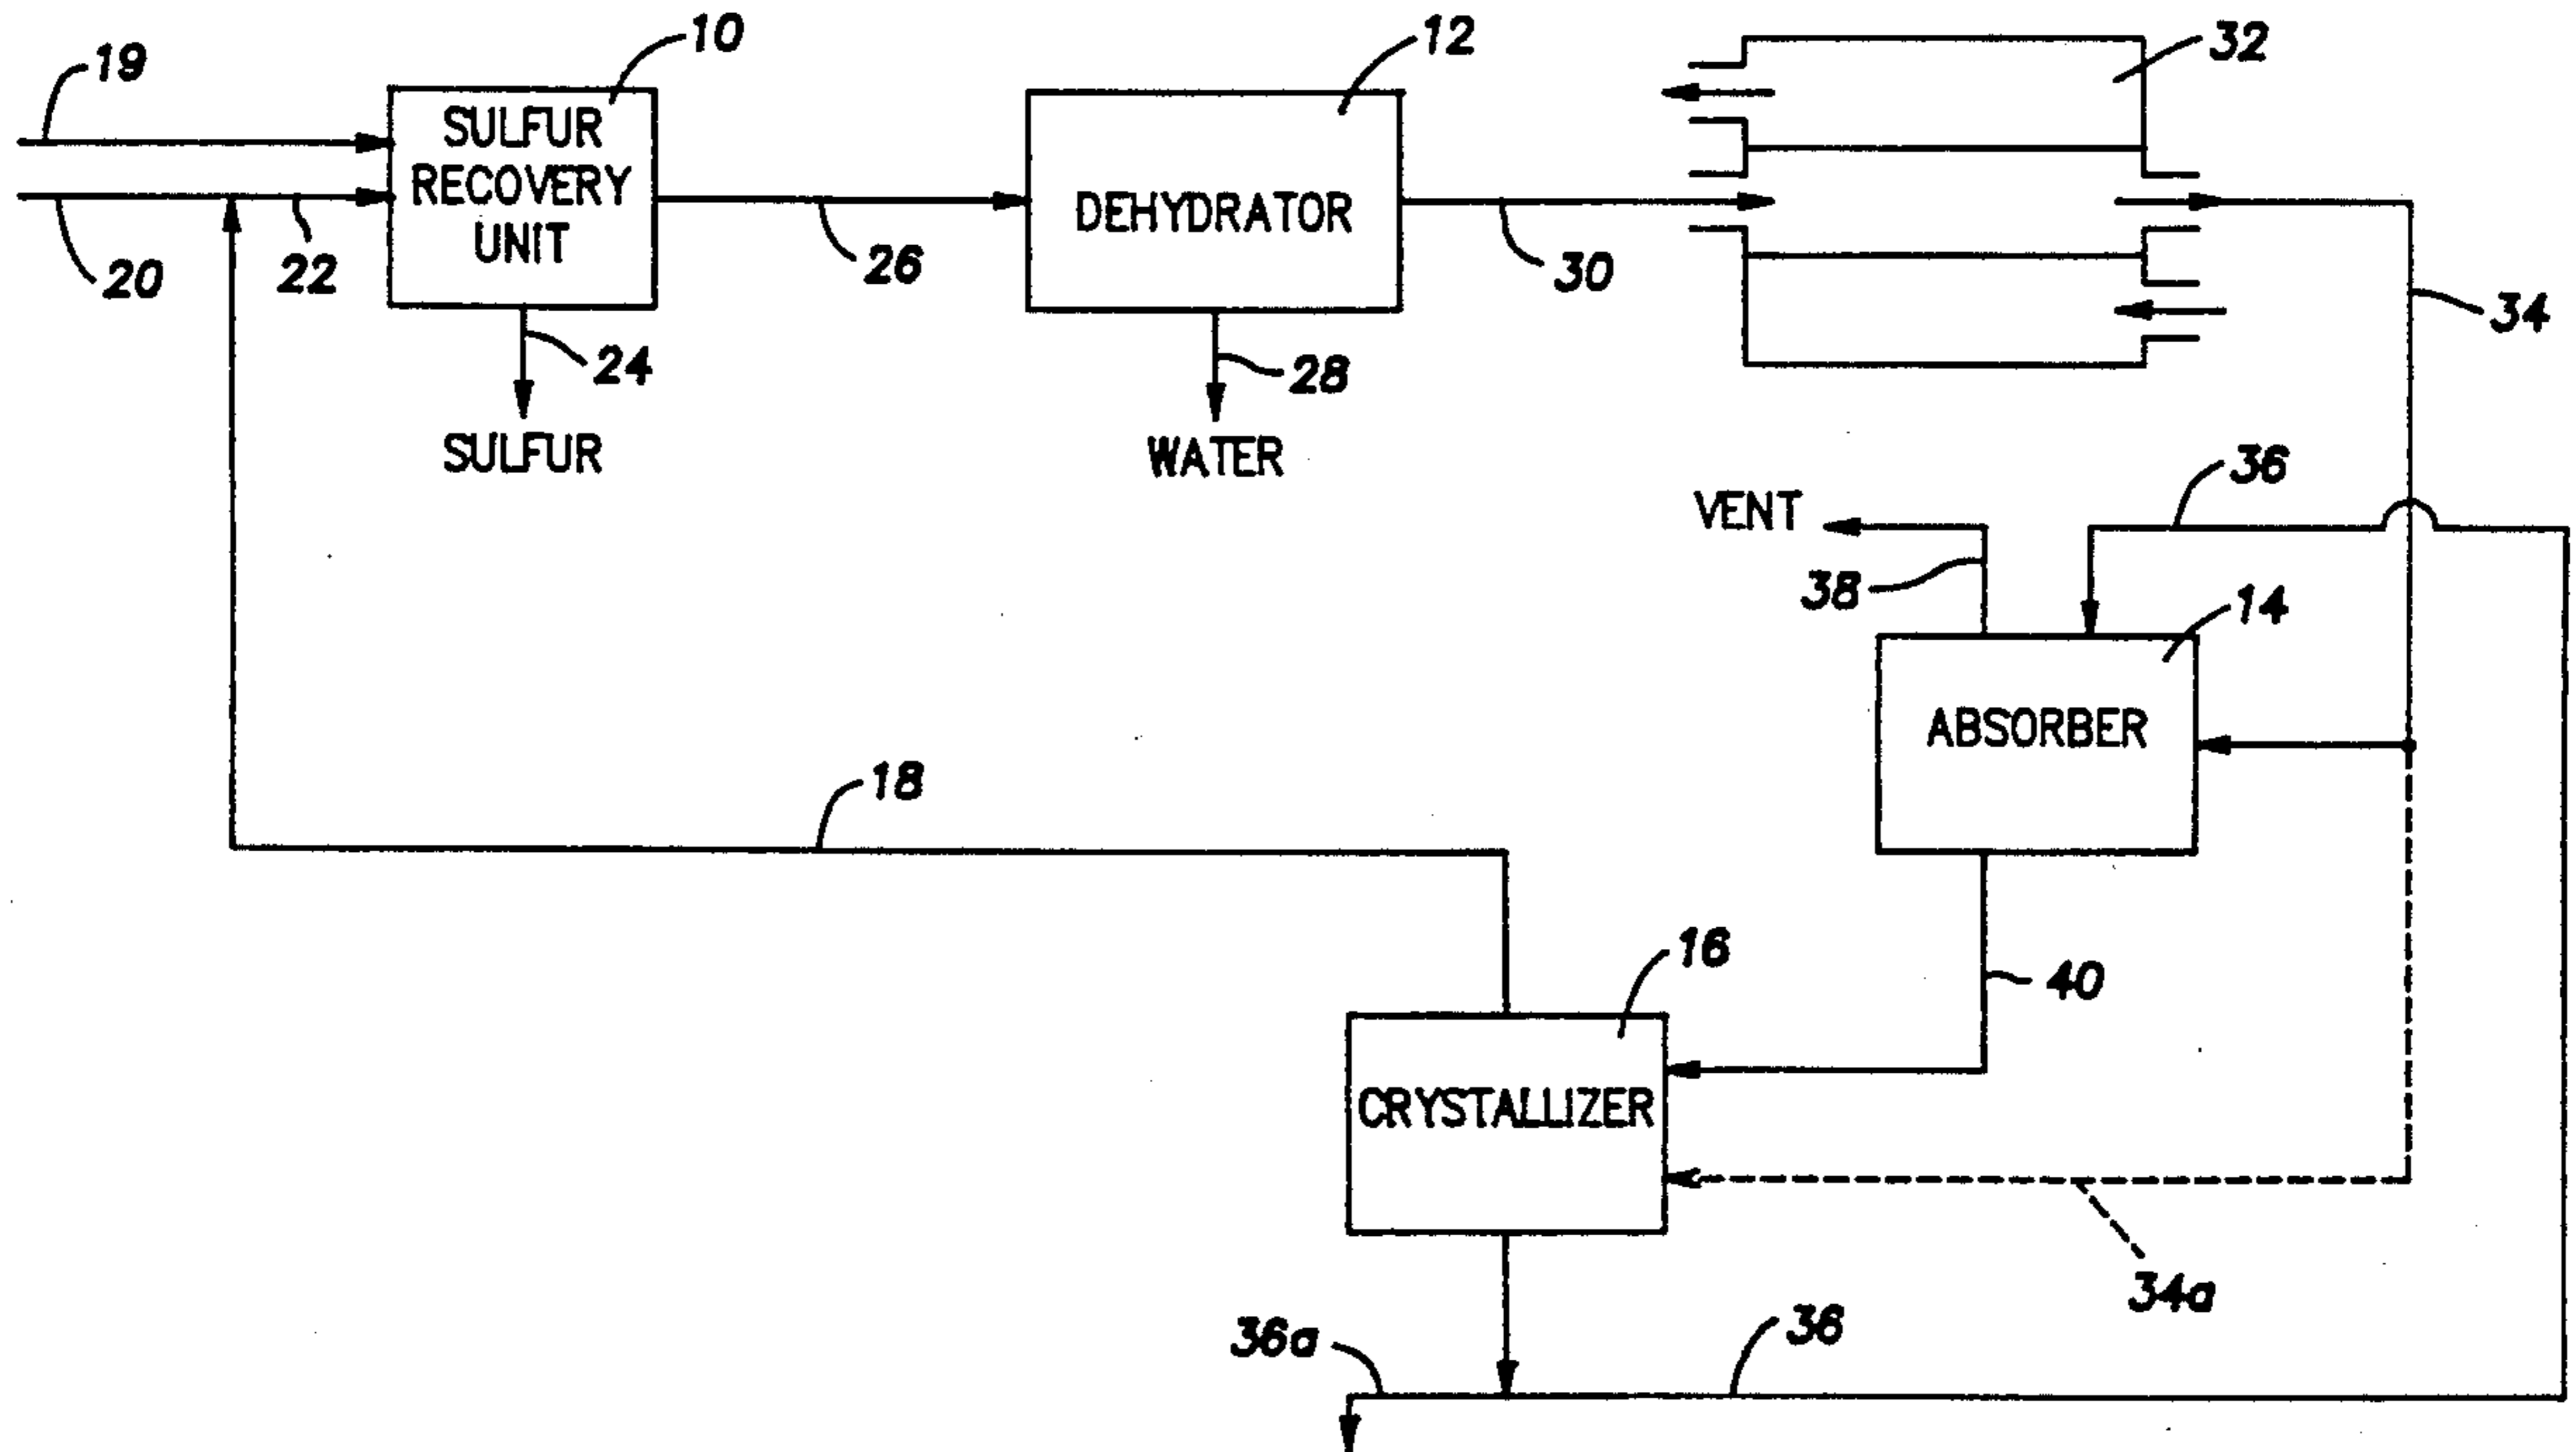 10
12
32
19
SULFUR
RECOVERY
UNIT
DEHYDRATOR
20
22
26
30
34
24
28
SULFUR
WATER
36
VENT
38
14
ABSORBER
18
16
40
CRYSTALLIZER
34a
36a
36